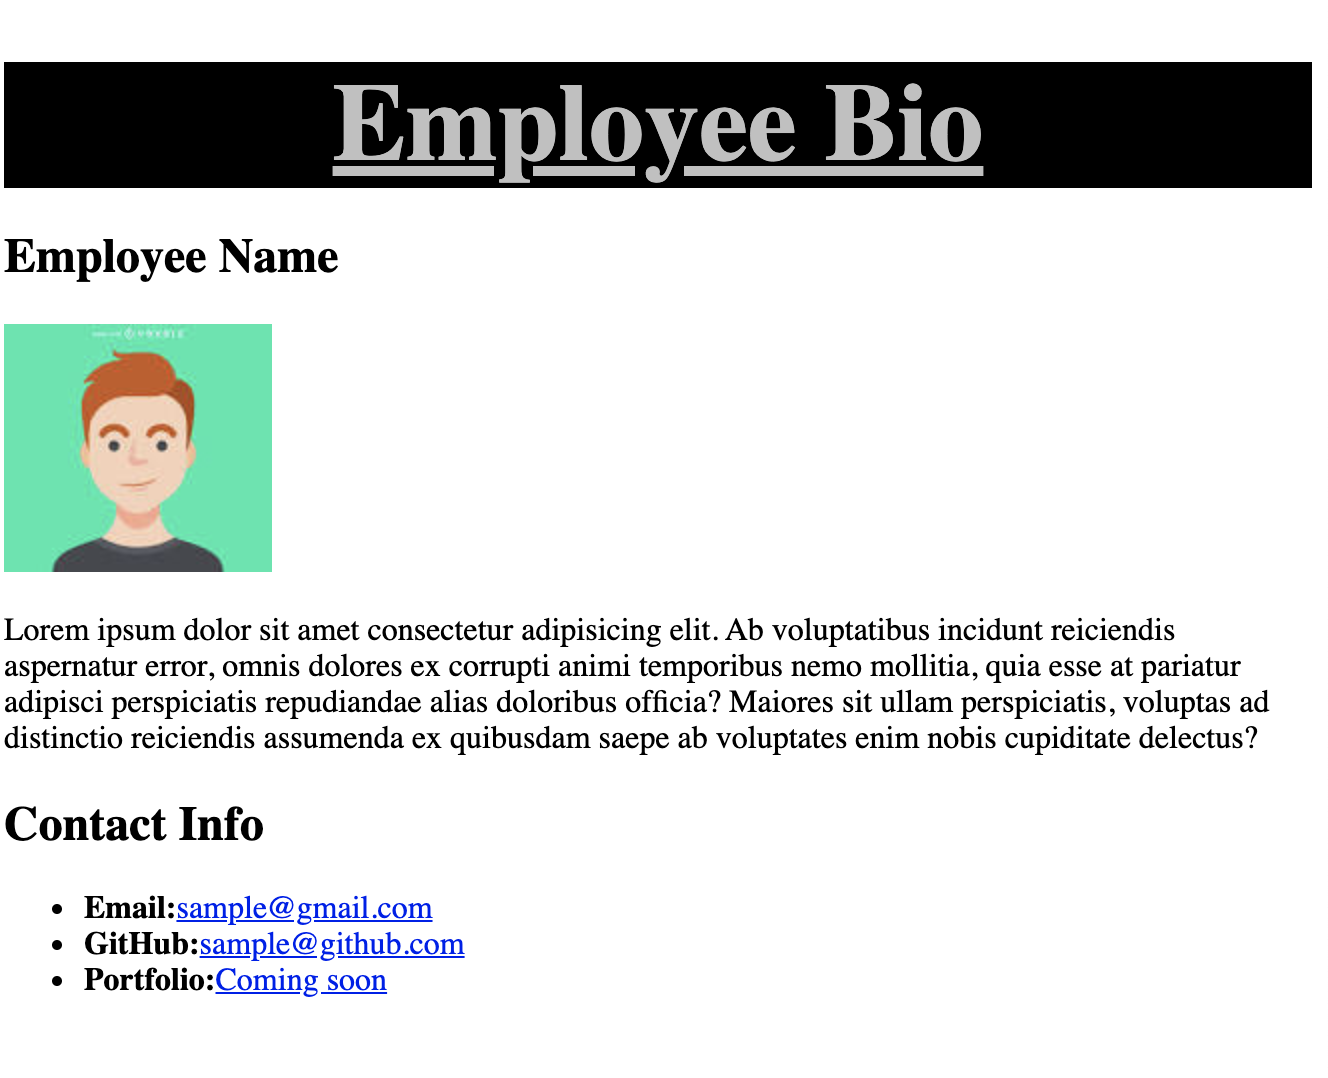 Employee Bio
Employee Name
Lorem ipsum dolor sit amet consectetur adipisicing elit. Ab voluptatibus incidunt reiciendis
aspernatur error, omnis dolores ex corrupti animi temporibus nemo mollitia, quia esse at pariatur
adipisci perspiciatis repudiandae alias doloribus officia? Maiores sit ullam perspiciatis, voluptas ad
distinctio reiciendis assumenda ex quibusdam saepe ab voluptates enim nobis cupiditate delectus?
Contact Info
Email:sample@gmail.com
GitHub:sample@github.com
Portfolio:Coming soon